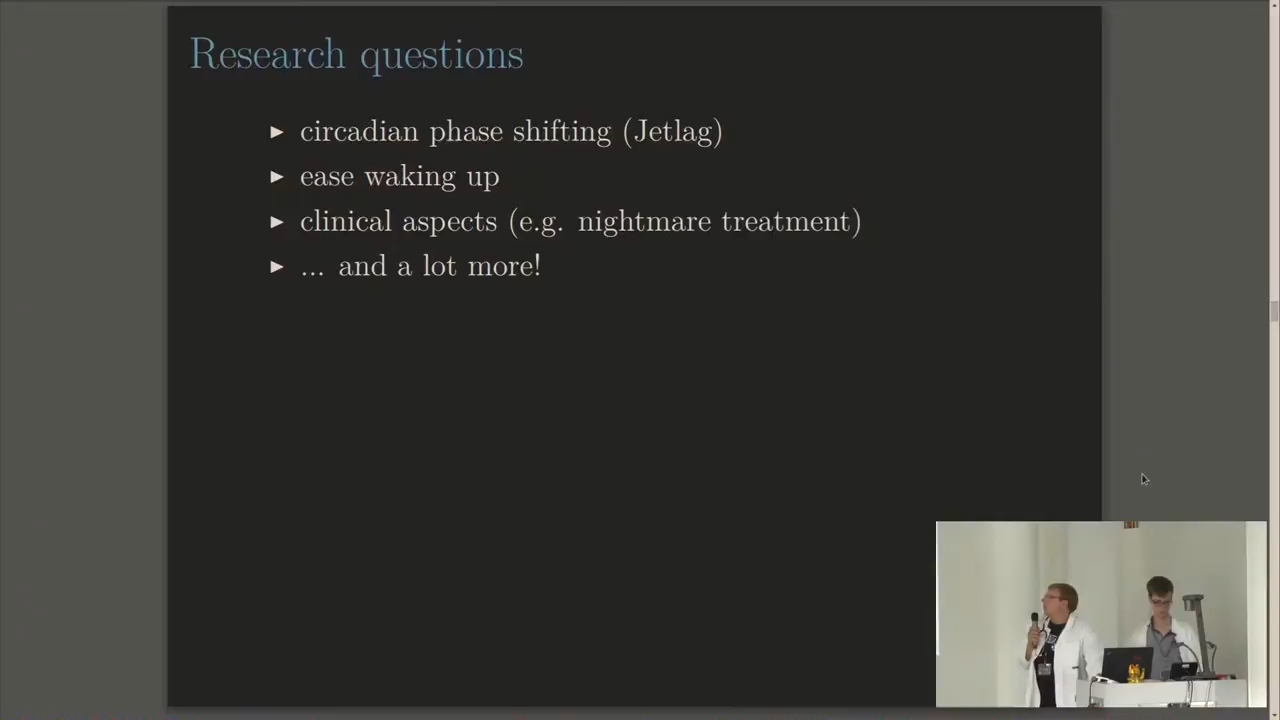 Research questions
▶ circadian phase shifting (Jetlag)
▶ ease waking up
▶ clinical aspects (e.g. nightmare treatment)
▶ ... and a lot more!